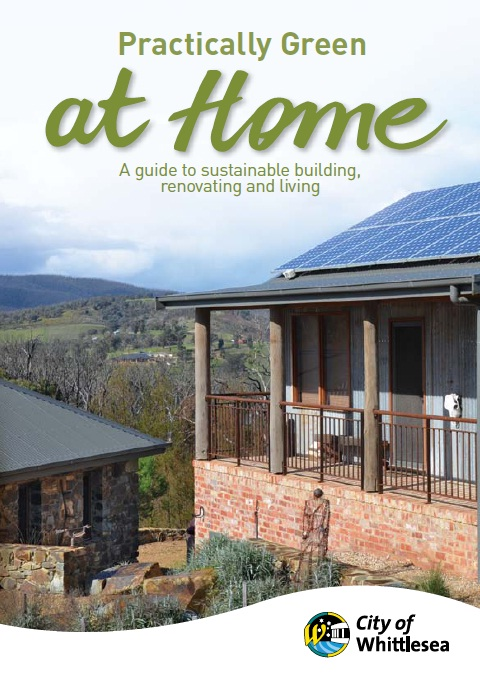 Practically Green
at Home
A guide to sustainable building,
renovating and living
City of
Whittlesea